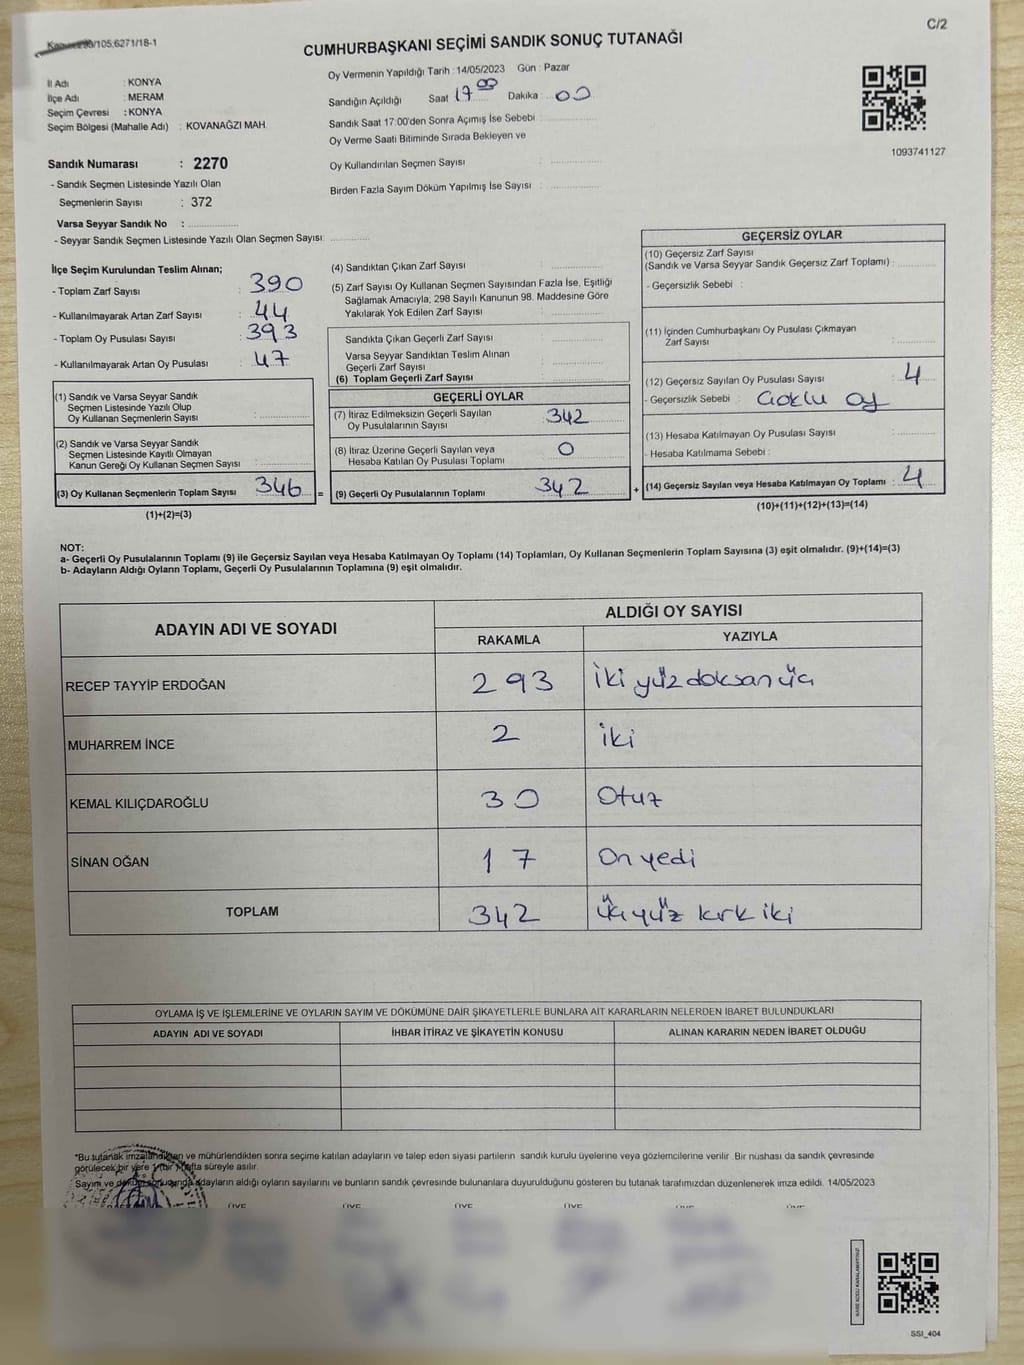 C/2
105;6271/18-1
CUMHURBAŞKANI SEÇİMİ SANDIK SONUÇ TUTANAĞI
İl Adı : KONYA
İlçe Adı : MERAM
Seçim Çevresi : KONYA
Seçim Bölgesi (Mahalle Adı) : KOVANAĞZI MAH.
Sandık Numarası : 2270
- Sandık Seçmen Listesinde Yazılı Olan
Seçmenlerin Sayısı : 372
Varsa Seyyar Sandık No :
- Seyyar Sandık Seçmen Listesinde Yazılı Olan Seçmen Sayısı:
Oy Vermenin Yapıldığı Tarih : 14/05/2023 Gün : Pazar
Sandığın Açıldığı Saat 17 00 Dakika : 00
Sandık Saat 17:00'den Sonra Açımış İse Sebebi :
Oy Verme Saati Bitiminde Sırada Bekleyen ve
Oy Kullandırılan Seçmen Sayısı :
Birden Fazla Sayım Döküm Yapılmış İse Sayısı :
1093741127
İlçe Seçim Kurulundan Teslim Alınan;
- Toplam Zarf Sayısı : 390
- Kullanılmayarak Artan Zarf Sayısı : 44
- Toplam Oy Pusulası Sayısı : 393
- Kullanılmayarak Artan Oy Pusulası : 47
(1) Sandık ve Varsa Seyyar Sandık
Seçmen Listesinde Yazılı Olup
Oy Kullanan Seçmenlerin Sayısı :
(2) Sandık ve Varsa Seyyar Sandık
Seçmen Listesinde Kayıtlı Olmayan
Kanun Gereği Oy Kullanan Seçmen Sayısı :
(3) Oy Kullanan Seçmenlerin Toplam Sayısı : 346 =
(1)+(2)=(3)
(4) Sandıktan Çıkan Zarf Sayısı :
(5) Zarf Sayısı Oy Kullanan Seçmen Sayısından Fazla İse, Eşitliği
Sağlamak Amacıyla; 298 Sayılı Kanunun 98. Maddesine Göre
Yakılarak Yok Edilen Zarf Sayısı :
Sandıkta Çıkan Geçerli Zarf Sayısı :
Varsa Seyyar Sandıktan Teslim Alınan
Geçerli Zarf Sayısı :
(6) Toplam Geçerli Zarf Sayısı :
GEÇERLİ OYLAR
(7) İtiraz Edilmeksizin Geçerli Sayılan
Oy Pusulalarının Sayısı : 342
(8) İtiraz Üzerine Geçerli Sayılan veya
Hesaba Katılan Oy Pusulası Toplamı : 0
(9) Geçerli Oy Pusulalarının Toplamı : 342 +
GEÇERSİZ OYLAR
(10) Geçersiz Zarf Sayısı
(Sandık ve Varsa Seyyar Sandık Geçersiz Zarf Toplamı) :
- Geçersizlik Sebebi :
(11) İçinden Cumhurbaşkanı Oy Pusulası Çıkmayan
Zarf Sayısı :
(12) Geçersiz Sayılan Oy Pusulası Sayısı : 4
- Geçersizlik Sebebi : Çoklu oy
(13) Hesaba Katılmayan Oy Pusulası Sayısı :
- Hesaba Katılmama Sebebi :
(14) Geçersiz Sayılan veya Hesaba Katılmayan Oy Toplamı : 4
(10)+(11)+(12)+(13)=(14)
NOT:
a- Geçerli Oy Pusulalarının Toplamı (9) ile Geçersiz Sayılan veya Hesaba Katılmayan Oy Toplamı (14) Toplamları, Oy Kullanan Seçmenlerin Toplam Sayısına (3) eşit olmalıdır. (9)+(14)=(3)
b- Adayların Aldığı Oyların Toplamı, Geçerli Oy Pusulalarının Toplamına (9) eşit olmalıdır.
ADAYIN ADI VE SOYADI ALDIĞI OY SAYISI
RAKAMLA YAZIYLA
RECEP TAYYİP ERDOĞAN 293 iki yüz doksan üç
MUHARREM İNCE 2 iki
KEMAL KILIÇDAROĞLU 30 Otuz
SİNAN OĞAN 17 On yedi
TOPLAM 342 üç yüz kırk iki
OYLAMA İŞ VE İŞLEMLERİNE VE OYLARIN SAYIM VE DÖKÜMÜNE DAİR ŞİKAYETLERLE BUNLARA AİT KARARLARIN NELERDEN İBARET BULUNDUKLARI
ADAYIN ADI VE SOYADI İHBAR İTİRAZ VE ŞİKAYETİN KONUSU ALINAN KARARIN NEDEN İBARET OLDUĞU
*Bu tutanak imzalandıktan ve mühürlendikten sonra seçime katılan adayların ve talep eden siyasi partilerin sandık kurulu üyelerine veya gözlemcilerine verilir .Bir nüshası da sandık çevresinde
görülecek bir yere 1 (bir) hafta süreyle asılır.
Sayım ve döküm sonucunda adayların aldığı oyların sayılarını ve bunların sandık çevresinde bulunanlara duyurulduğunu gösteren bu tutanak tarafımızdan düzenlenerek imza edildi. 14/05/2023
ÜYE ÜYE ÜYE ÜYE ÜYE ÜYE
SSI_404